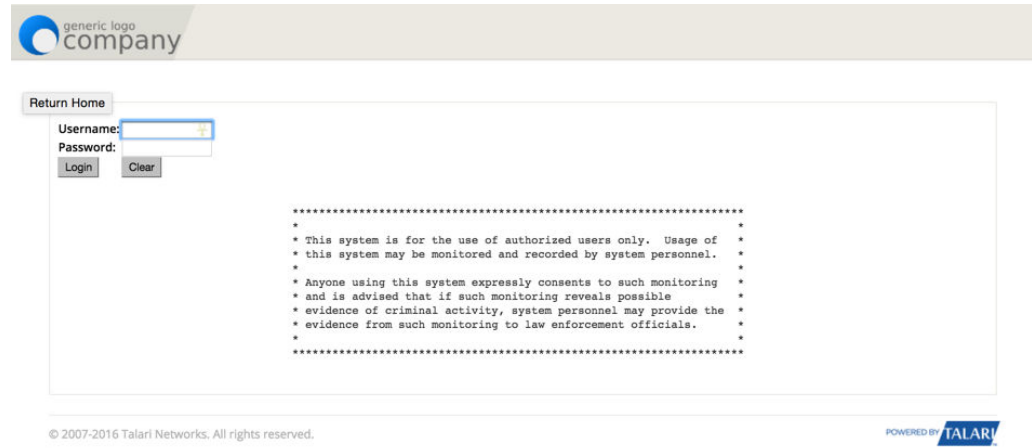 generic logo
company
Return Home
Username:
Password:
Login Clear
********************************************************************
* *
* This system is for the use of authorized users only.  Usage of *
* this system may be monitored and recorded by system personnel. *
* *
* Anyone using this system expressly consents to such monitoring *
* and is advised that if such monitoring reveals possible *
* evidence of criminal activity, system personnel may provide the *
* evidence from such monitoring to law enforcement officials. *
* *
********************************************************************
© 2007-2016 Talari Networks. All rights reserved.
POWERED BY TALARI